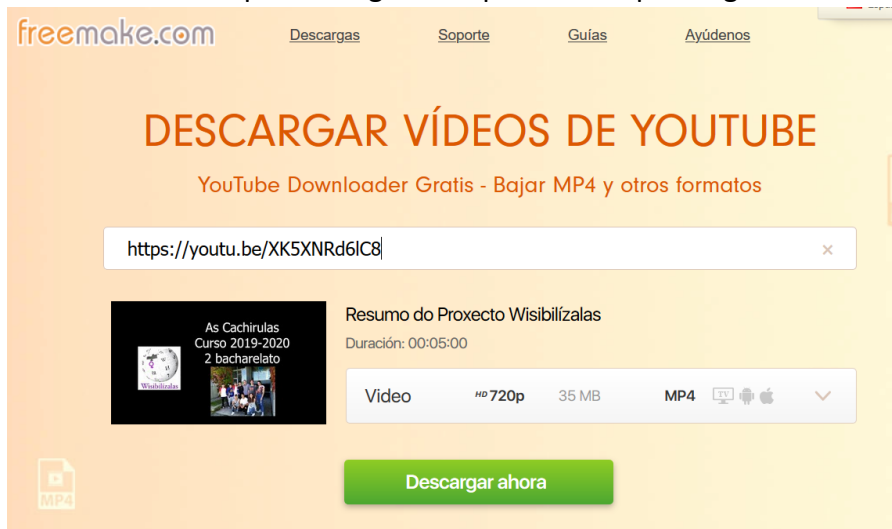 freemake.com
Descargas Soporte Guías Ayúdenos
DESCARGAR VÍDEOS DE YOUTUBE
YouTube Downloader Gratis - Bajar MP4 y otros formatos
https://youtu.be/XK5XNRd6lC8
As Cachirulas
Curso 2019-2020
2 bacharelato
Wisibilízalas
Resumo do Proxecto Wisibilízalas
Duración: 00:05:00
Video HD 720p 35 MB MP4 TV
Descargar ahora
MP4